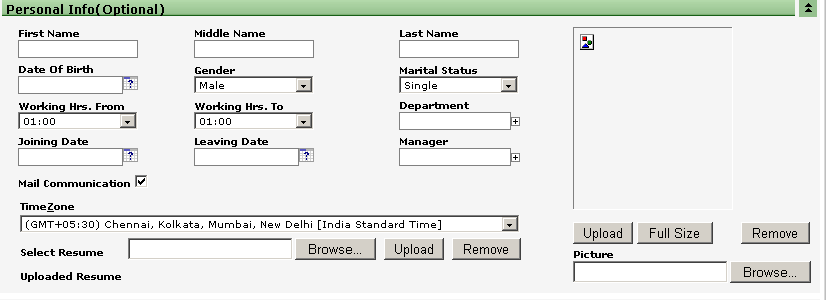 Personal Info(Optional)
First Name Middle Name Last Name
Date Of Birth Gender Marital Status
Male Single
Working Hrs. From Working Hrs. To Department
01:00 01:00
Joining Date Leaving Date Manager
Mail Communication
TimeZone
(GMT+05:30) Chennai, Kolkata, Mumbai, New Delhi [India Standard Time]
Upload Full Size Remove
Select Resume Browse... Upload Remove
Picture
Browse...
Uploaded Resume